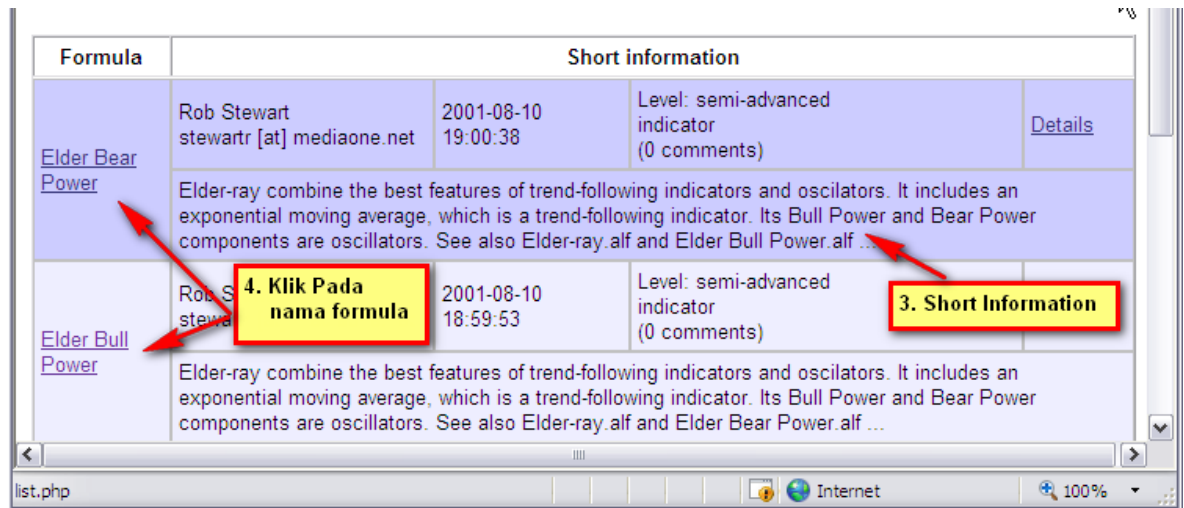 Formula
Short information
Elder Bear
Power
Rob Stewart
stewartr [at] mediaone.net
2001-08-10
19:00:38
Level: semi-advanced
indicator
(0 comments)
Details
Elder-ray combine the best features of trend-following indicators and oscilators. It includes an
exponential moving average, which is a trend-following indicator. Its Bull Power and Bear Power
components are oscillators. See also Elder-ray.alf and Elder Bull Power.alf ...
4. Klik Pada
nama formula
3. Short Information
Elder Bull
Power
Rob S
stewa
2001-08-10
18:59:53
Level: semi-advanced
indicator
(0 comments)
Elder-ray combine the best features of trend-following indicators and oscilators. It includes an
exponential moving average, which is a trend-following indicator. Its Bull Power and Bear Power
components are oscillators. See also Elder-ray.alf and Elder Bear Power.alf ...
list.php
Internet
100%